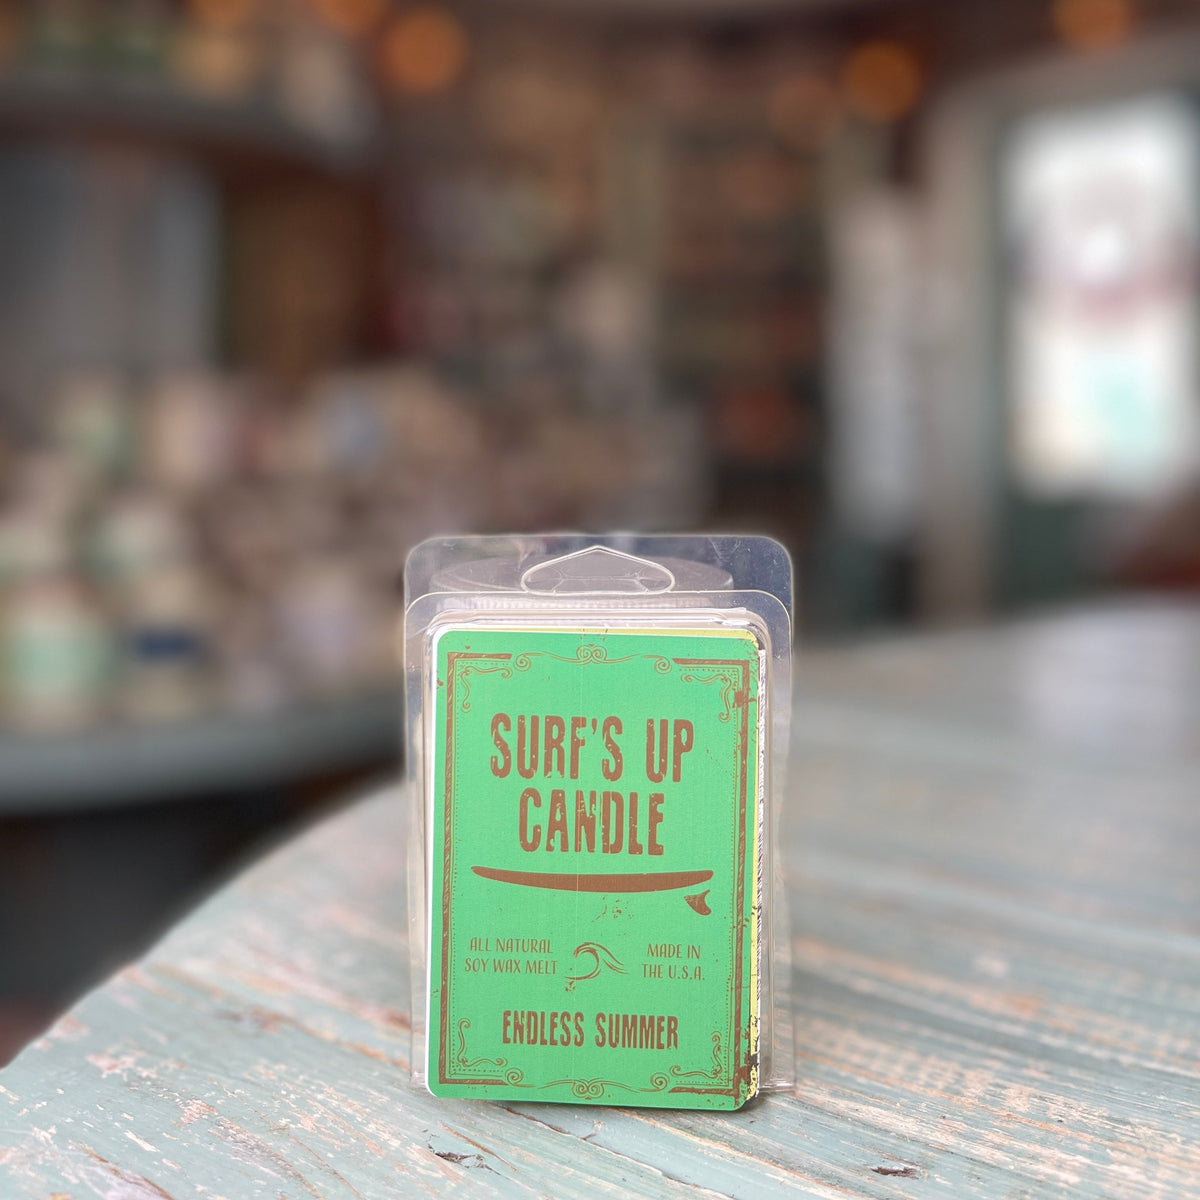 SURF'S UP
CANDLE
ALL NATURAL
SOY WAX MELT
MADE IN
THE U.S.A.
ENDLESS SUMMER